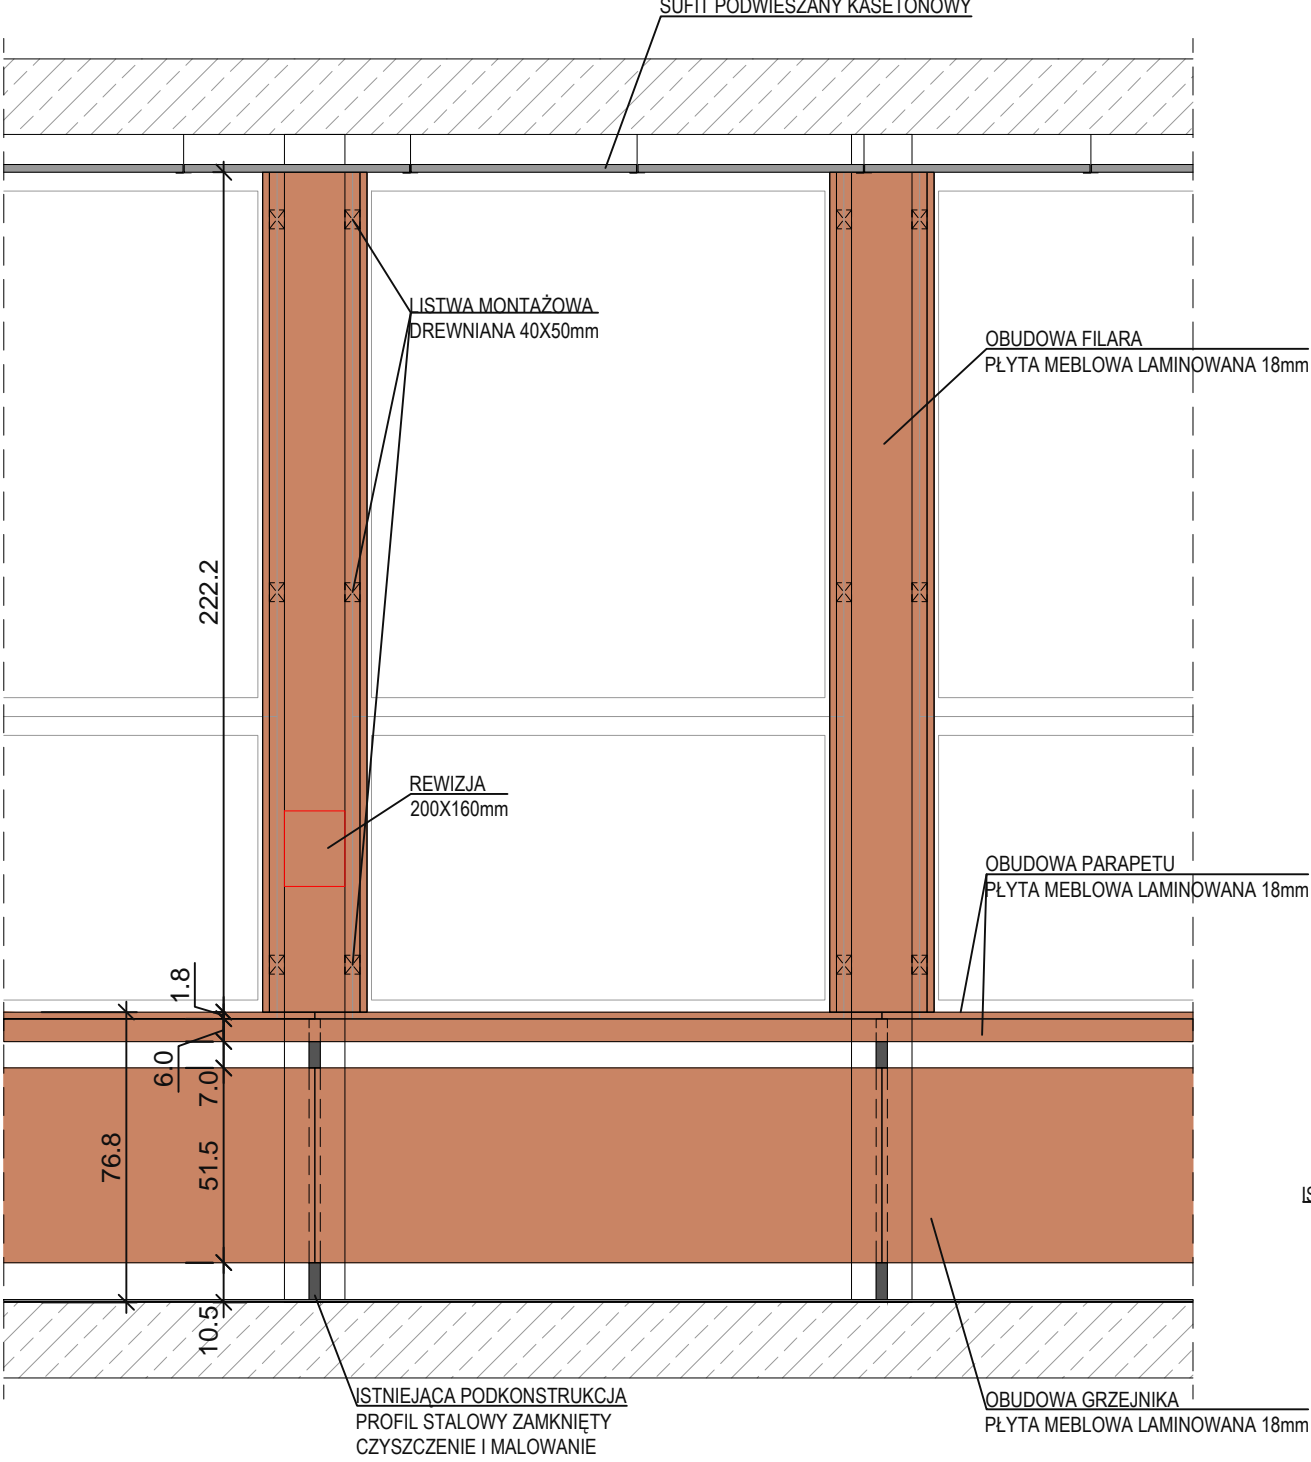 SUFIT PODWIESZANY KASETONOWY
LISTWA MONTAŻOWA
DREWNIANA 40X50mm
OBUDOWA FILARA
PŁYTA MEBLOWA LAMINOWANA 18mm
222.2
REWIZJA
200X160mm
OBUDOWA PARAPETU
PŁYTA MEBLOWA LAMINOWANA 18mm
1.8
6.0
7.0
76.8
51.5
10.5
ISTNIEJĄCA PODKONSTRUKCJA
PROFIL STALOWY ZAMKNIĘTY
CZYSZCZENIE I MALOWANIE
OBUDOWA GRZEJNIKA
PŁYTA MEBLOWA LAMINOWANA 18mm